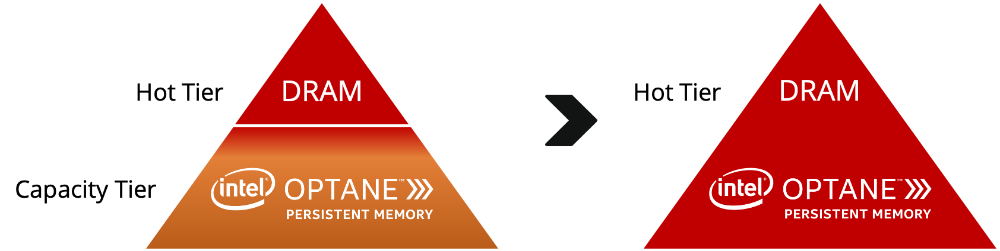 Hot Tier
DRAM
Capacity Tier
intel® OPTANE™
PERSISTENT MEMORY
Hot Tier
DRAM
intel® OPTANE™
PERSISTENT MEMORY